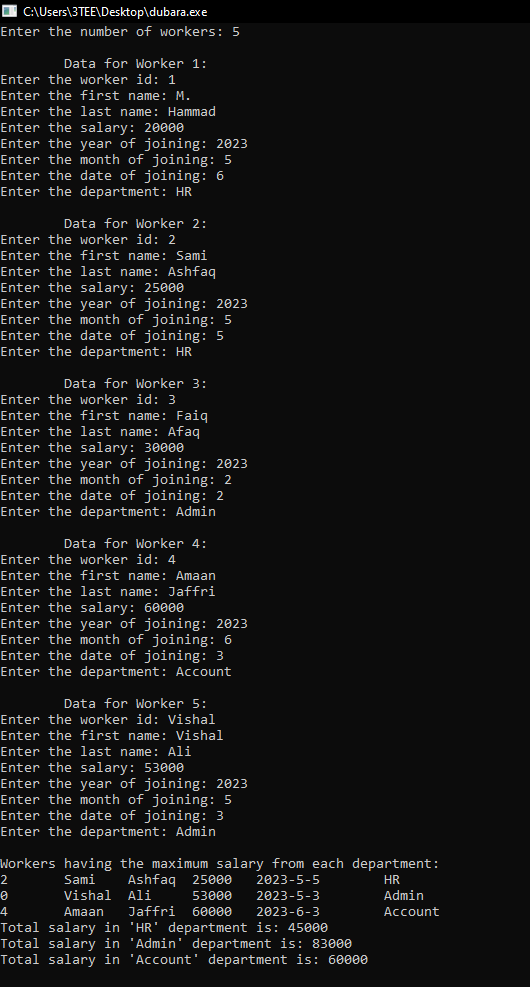 C:\Users\3TEE\Desktop\dubara.exe
Enter the number of workers: 5
Data for Worker 1:
Enter the worker id: 1
Enter the first name: M.
Enter the last name: Hammad
Enter the salary: 20000
Enter the year of joining: 2023
Enter the month of joining: 5
Enter the date of joining: 6
Enter the department: HR
Data for Worker 2:
Enter the worker id: 2
Enter the first name: Sami
Enter the last name: Ashfaq
Enter the salary: 25000
Enter the year of joining: 2023
Enter the month of joining: 5
Enter the date of joining: 5
Enter the department: HR
Data for Worker 3:
Enter the worker id: 3
Enter the first name: Faiq
Enter the last name: Afaq
Enter the salary: 30000
Enter the year of joining: 2023
Enter the month of joining: 2
Enter the date of joining: 2
Enter the department: Admin
Data for Worker 4:
Enter the worker id: 4
Enter the first name: Amaan
Enter the last name: Jaffri
Enter the salary: 60000
Enter the year of joining: 2023
Enter the month of joining: 6
Enter the date of joining: 3
Enter the department: Account
Data for Worker 5:
Enter the worker id: Vishal
Enter the first name: Vishal
Enter the last name: Ali
Enter the salary: 53000
Enter the year of joining: 2023
Enter the month of joining: 5
Enter the date of joining: 3
Enter the department: Admin
Workers having the maximum salary from each department:
2 Sami Ashfaq 25000 2023-5-5 HR
0 Vishal Ali 53000 2023-5-3 Admin
4 Amaan Jaffri 60000 2023-6-3 Account
Total salary in 'HR' department is: 45000
Total salary in 'Admin' department is: 83000
Total salary in 'Account' department is: 60000